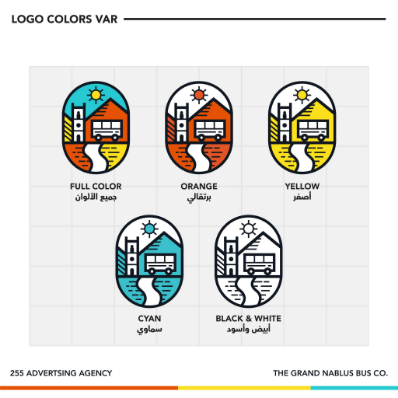 LOGO COLORS VAR
FULL COLOR
جميع الألوان
ORANGE
برتقالي
YELLOW
أصفر
CYAN
سماوي
BLACK & WHITE
أبيض وأسود
255 ADVERTSING AGENCY
THE GRAND NABLUS BUS CO.